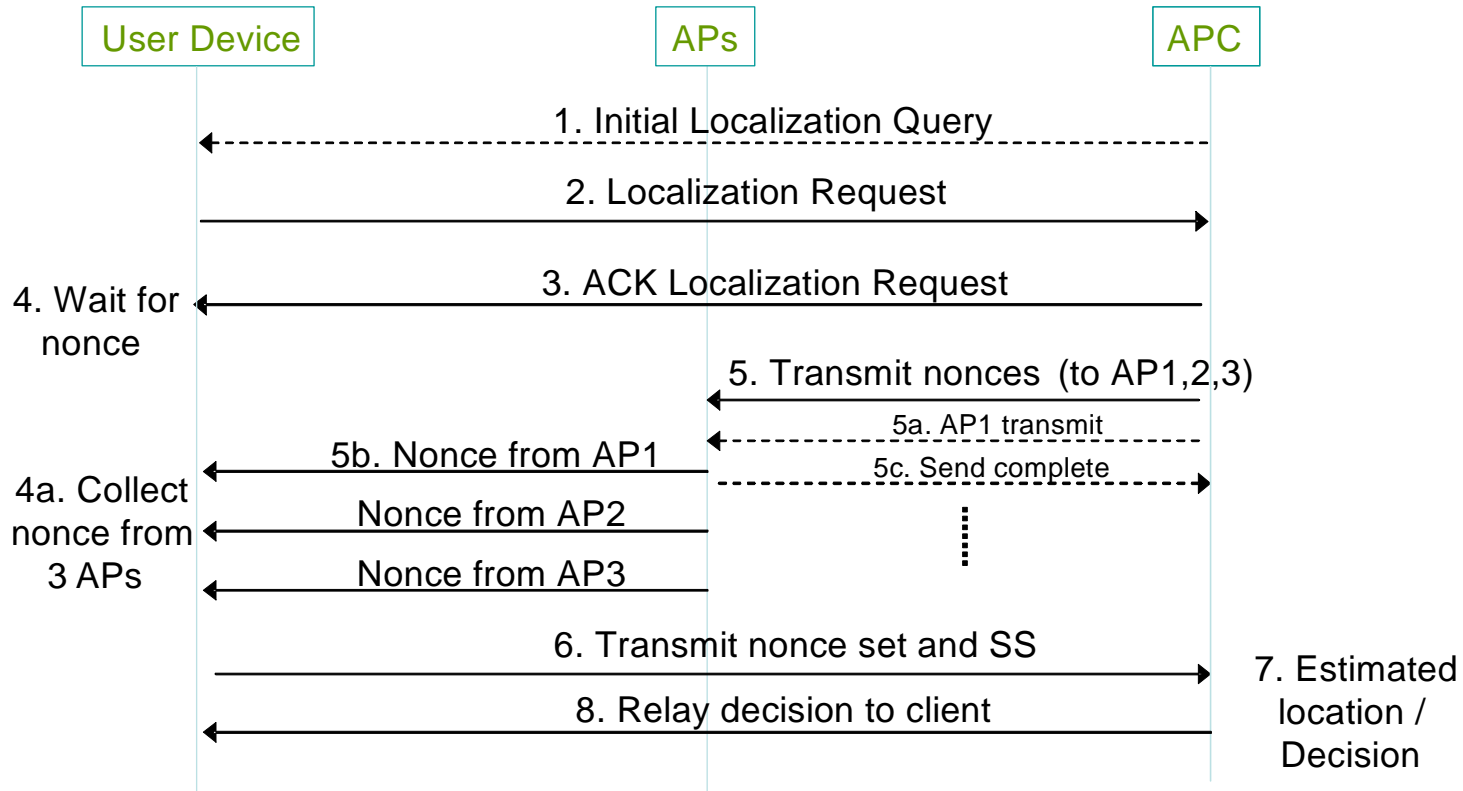 User Device
APs
APC
1. Initial Localization Query
2. Localization Request
3. ACK Localization Request
4. Wait for
nonce
5. Transmit nonces (to AP1,2,3)
5a. AP1 transmit
5b. Nonce from AP1
5c. Send complete
4a. Collect
nonce from
3 APs
Nonce from AP2
Nonce from AP3
6. Transmit nonce set and SS
7. Estimated
location /
Decision
8. Relay decision to client